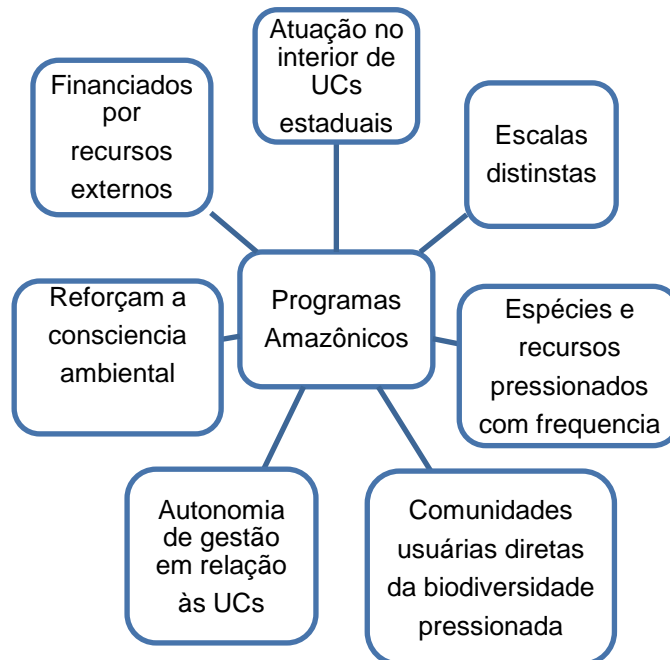 Atuação no
interior de
UCs
estaduais
Financiados
por
recursos
externos
Escalas
distinstas
Reforçam a
consciencia
ambiental
Programas
Amazônicos
Espécies e
recursos
pressionados
com frequencia
Autonomia
de gestão
em relação
às UCs
Comunidades
usuárias diretas
da biodiversidade
pressionada